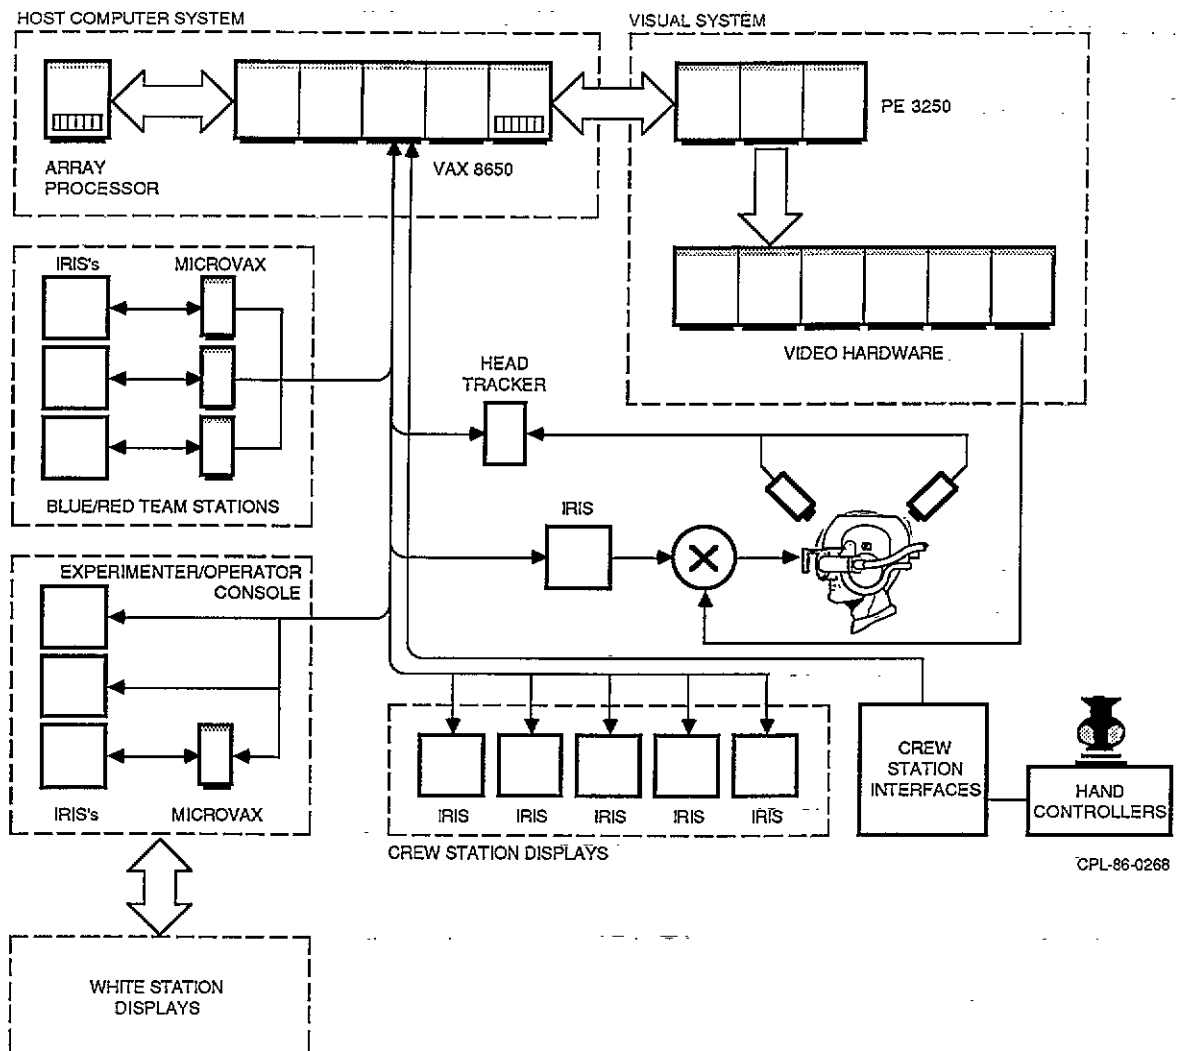 HOST COMPUTER SYSTEM
VISUAL SYSTEM
PE 3250
ARRAY
PROCESSOR
VAX 8650
IRIS's
MICROVAX
VIDEO HARDWARE
HEAD
TRACKER
BLUE/RED TEAM STATIONS
IRIS
EXPERIMENTER/OPERATOR
CONSOLE
IRIS's
MICROVAX
CREW
STATION
INTERFACES
HAND
CONTROLLERS
IRIS
IRIS
IRIS
IRIS
IRIS
CREW STATION DISPLAYS
CPL-86-0268
WHITE STATION
DISPLAYS